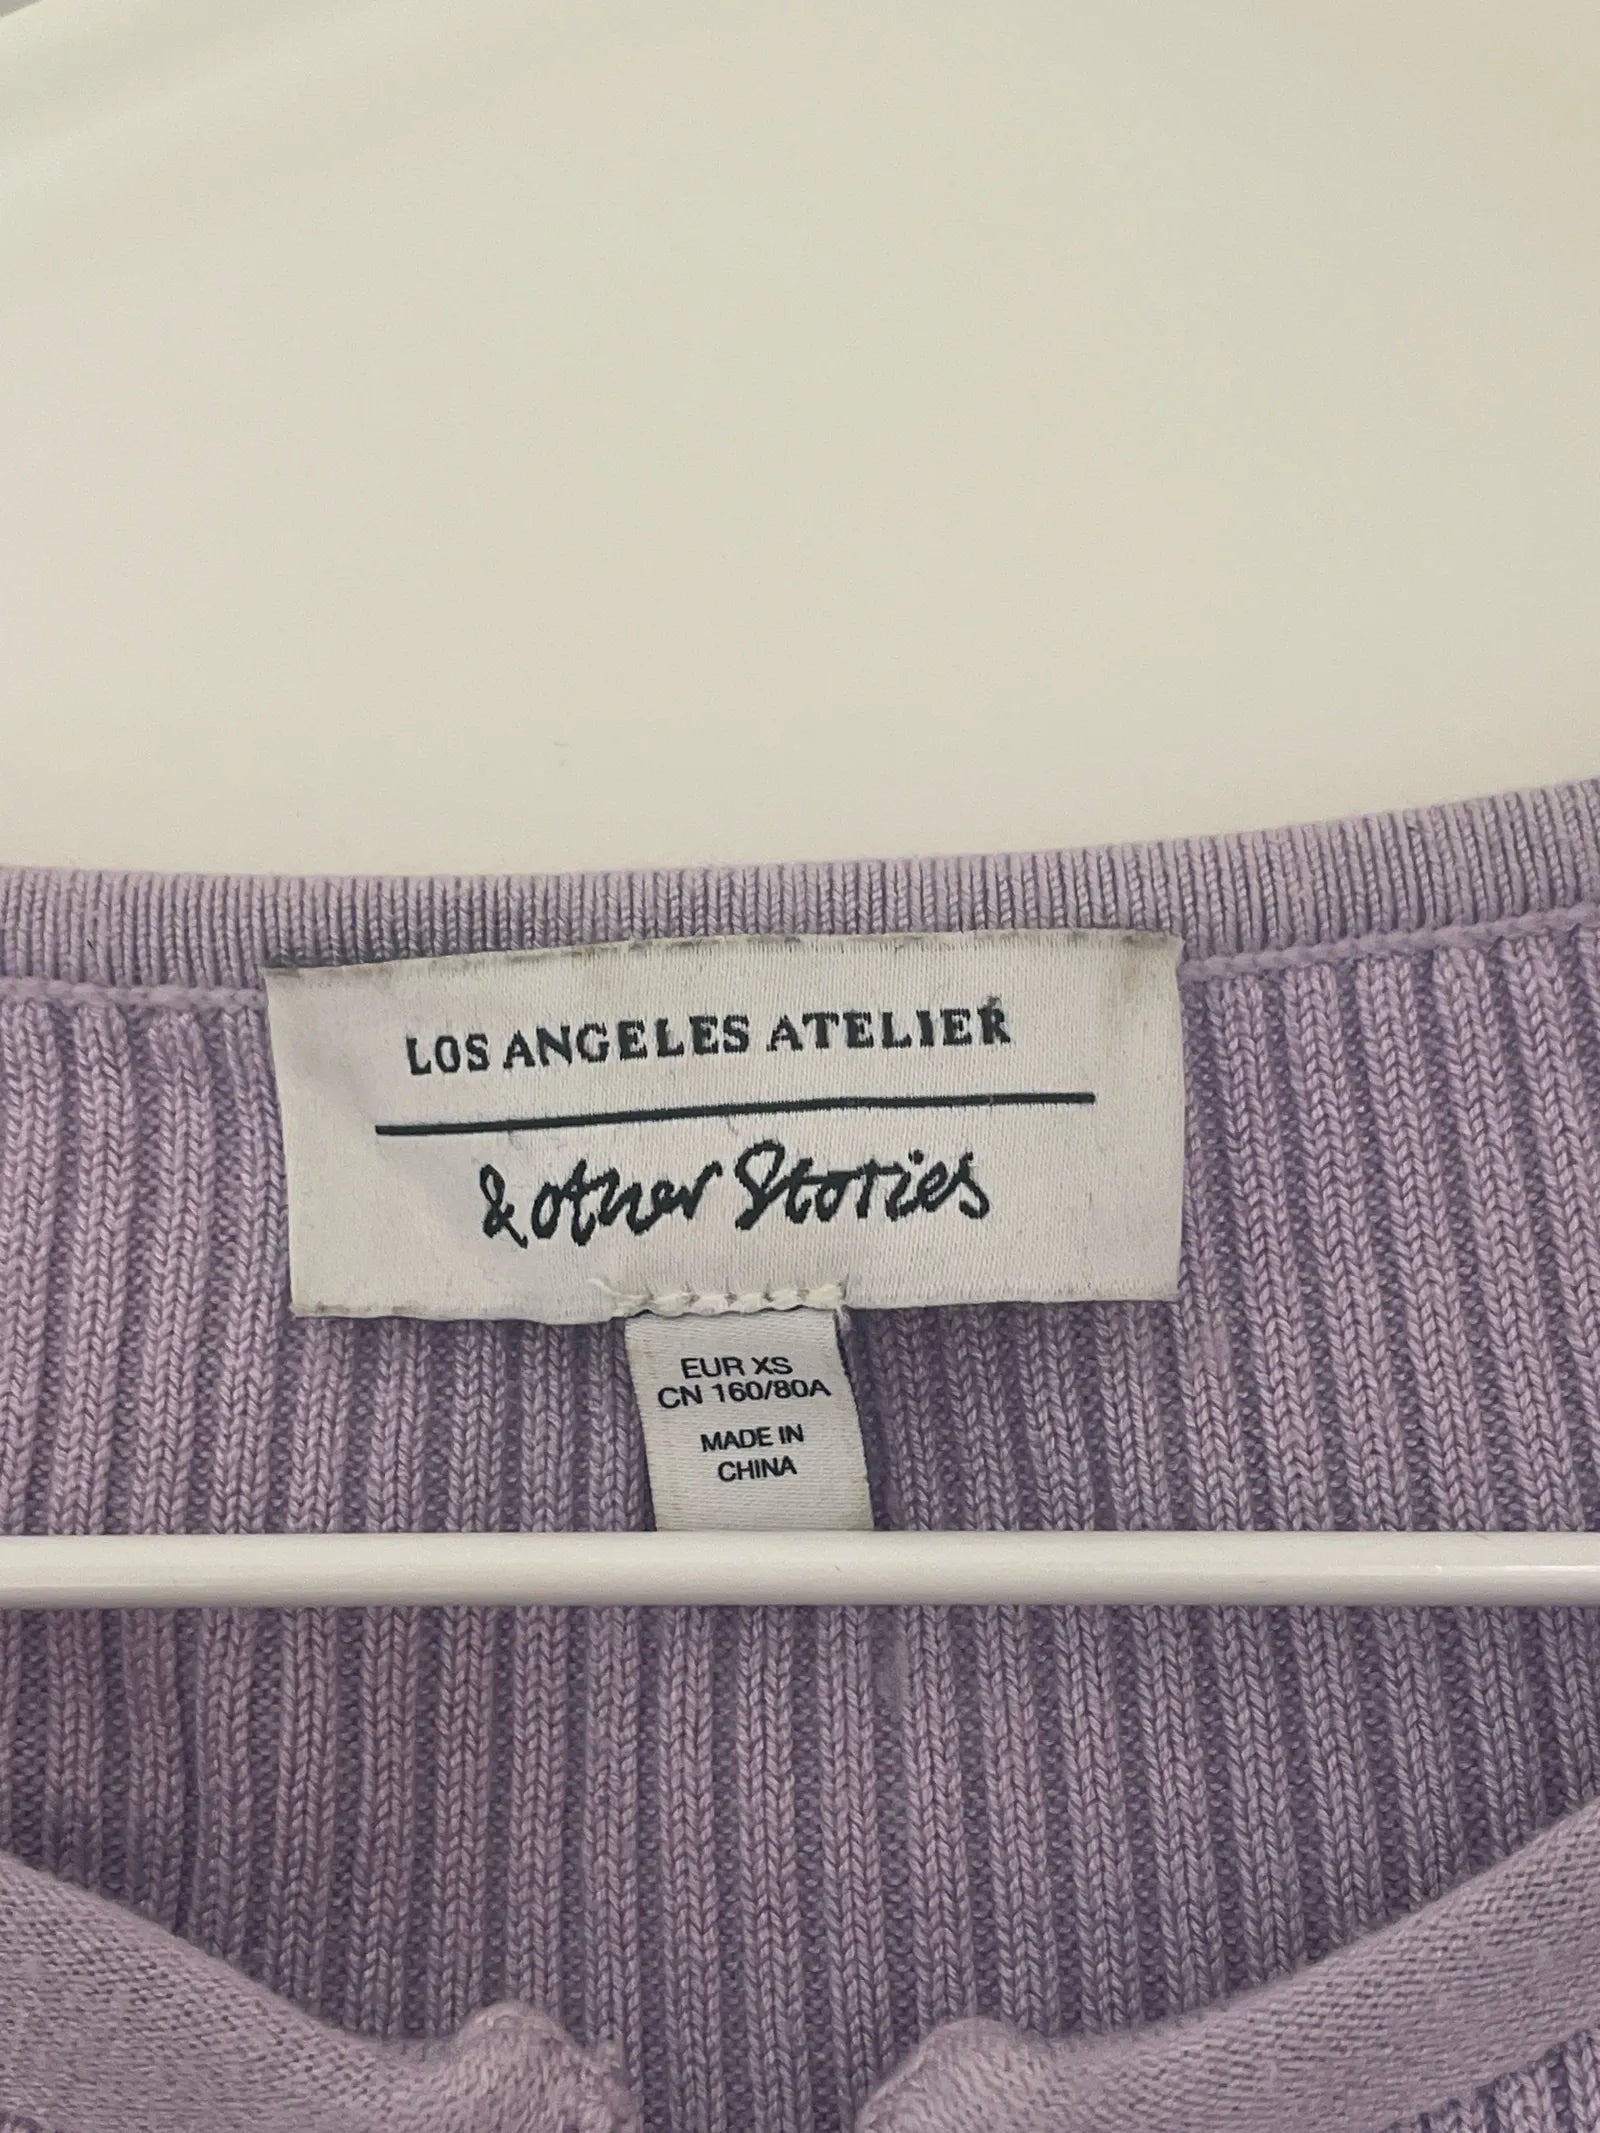 LOS ANGELES ATELIER
& other Stories
EUR XS
CN 160/80A
MADE IN
CHINA